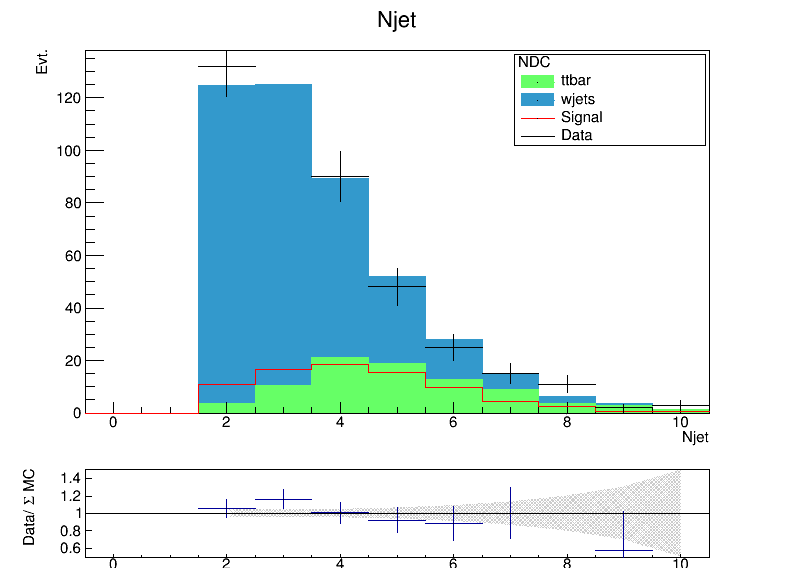 Njet
Evt.
NDC
ttbar
wjets
Signal
Data
120
100
80
60
40
20
0
0 2 4 6 8 10
Njet
Data/ Σ MC
1.4
1.2
1
0.8
0.6
0 2 4 6 8 10